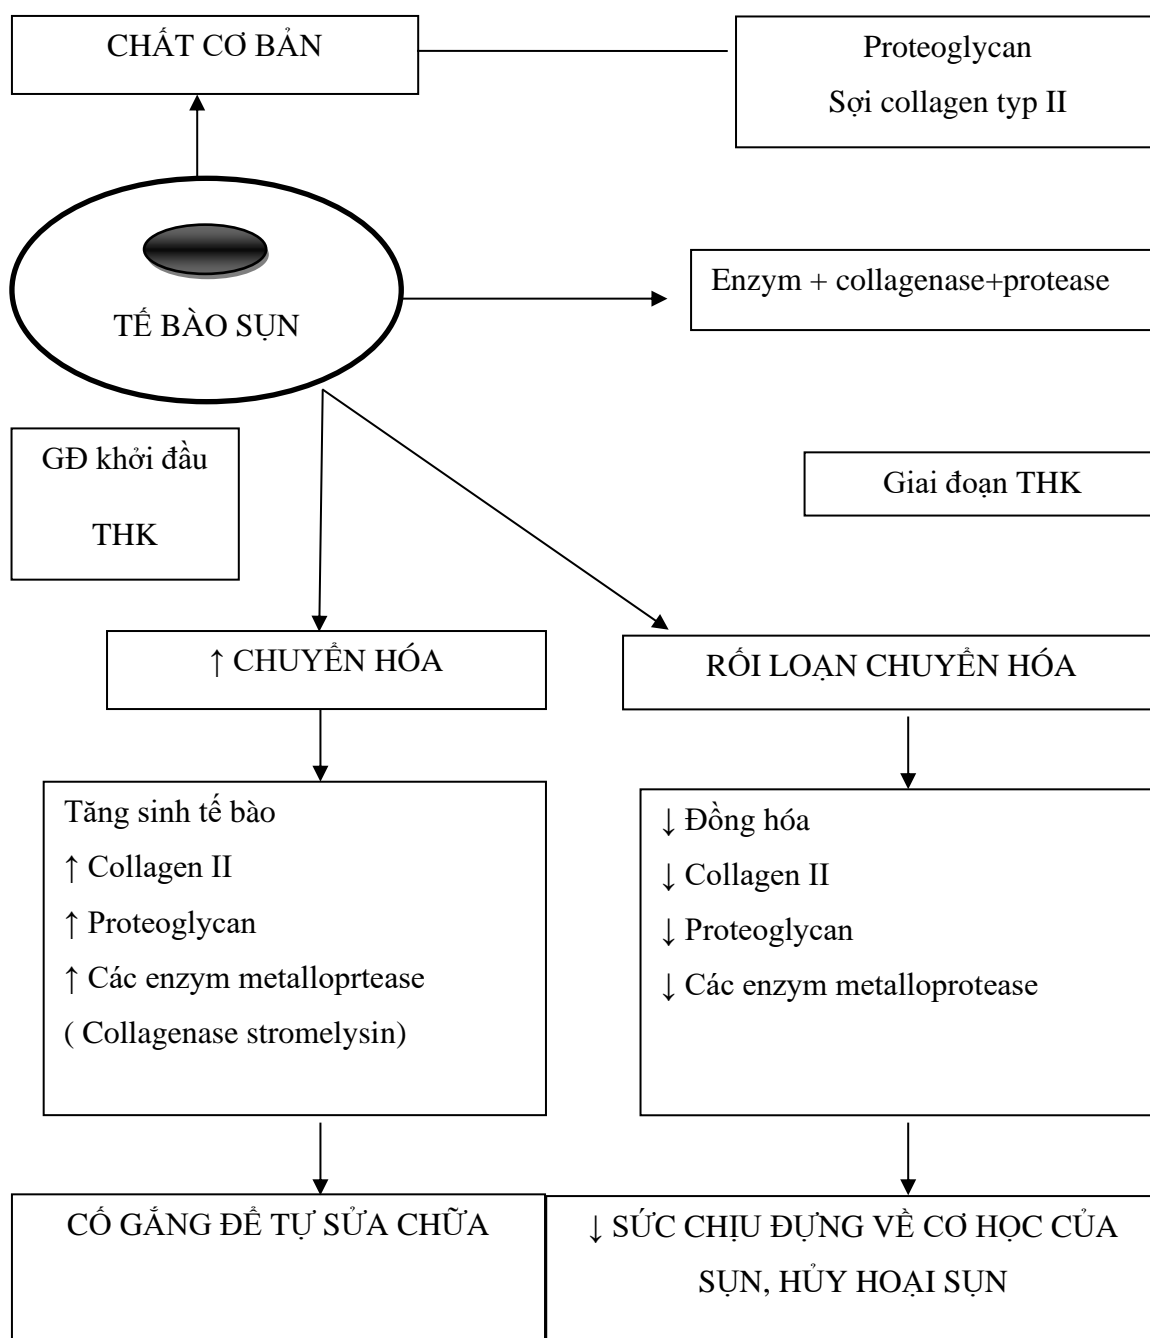 CHẤT CƠ BẢN
Proteoglycan
Sợi collagen typ II
Enzym + collagenase+protease
TẾ BÀO SỤN
GĐ khởi đầu
THK
Giai đoạn THK
↑ CHUYỂN HÓA
RỐI LOẠN CHUYỂN HÓA
Tăng sinh tế bào
↑ Collagen II
↑ Proteoglycan
↑ Các enzym metalloprtease
( Collagenase stromelysin)
↓ Đồng hóa
↓ Collagen II
↓ Proteoglycan
↓ Các enzym metalloprotease
CỐ GẮNG ĐỂ TỰ SỬA CHỮA
↓ SỨC CHỊU ĐỰNG VỀ CƠ HỌC CỦA
SỤN, HỦY HOẠI SỤN